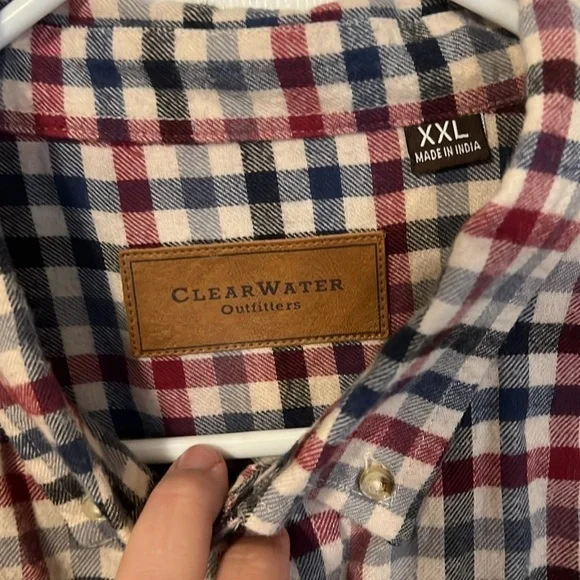 XXL
MADE IN INDIA
CLEARWATER
Outfitters